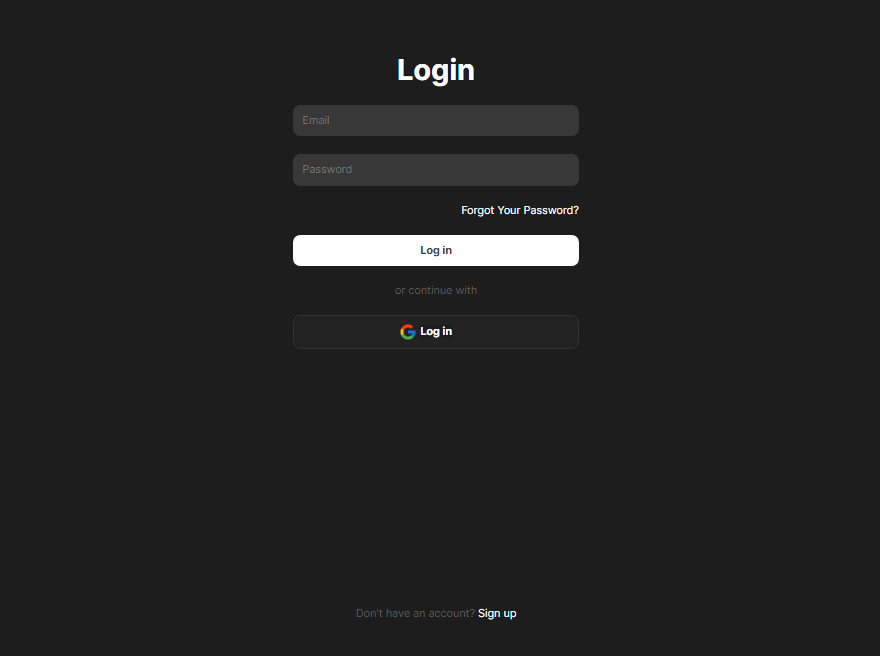 Login
Email
Password
Forgot Your Password?
Log in
or continue with
Log in
Don't have an account? Sign up